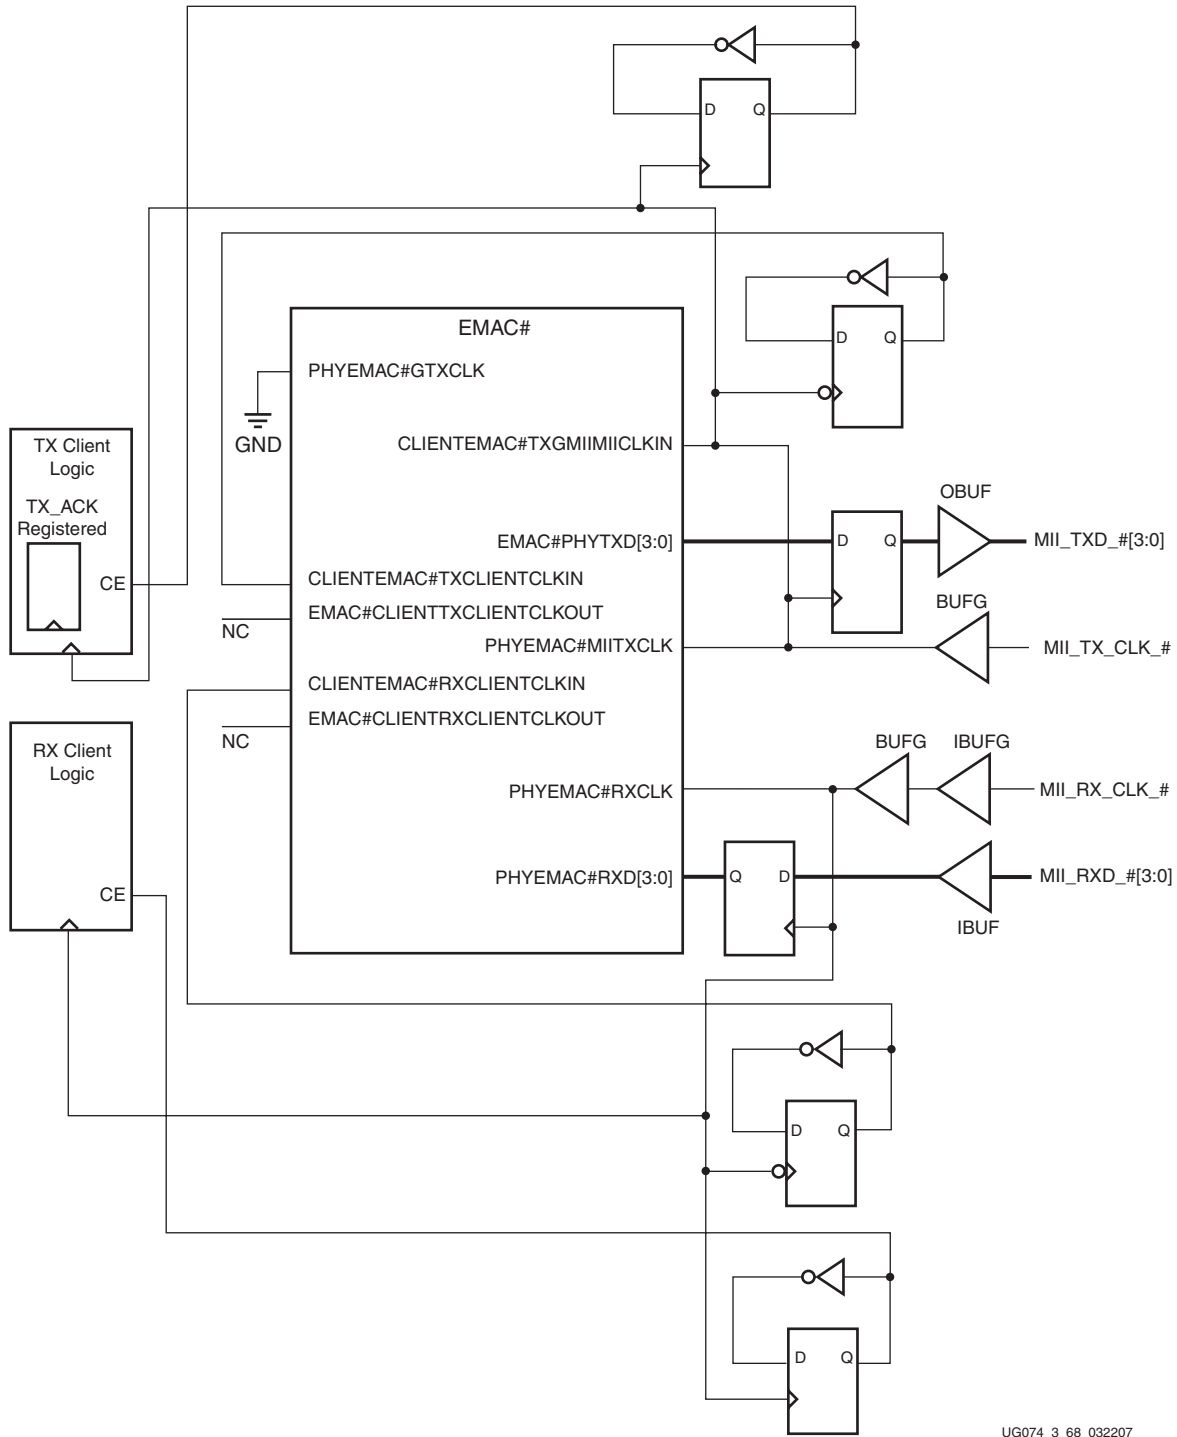 D Q
EMAC#
D Q
PHYEMAC#GTXCLK
GND
CLIENTEMAC#TXGMIIMIICLKIN
TX Client
Logic
TX_ACK
Registered
CE
OBUF
EMAC#PHYTXD[3:0]
D Q
MII_TXD_#[3:0]
CLIENTEMAC#TXCLIENTCLKIN
EMAC#CLIENTTXCLIENTCLKOUT
NC
BUFG
PHYEMAC#MIITXCLK
MII_TX_CLK_#
CLIENTEMAC#RXCLIENTCLKIN
EMAC#CLIENTRXCLIENTCLKOUT
NC
RX Client
Logic
CE
BUFG
IBUFG
PHYEMAC#RXCLK
MII_RX_CLK_#
PHYEMAC#RXD[3:0]
Q D
MII_RXD_#[3:0]
IBUF
D Q
D Q
UG074_3_68_032207